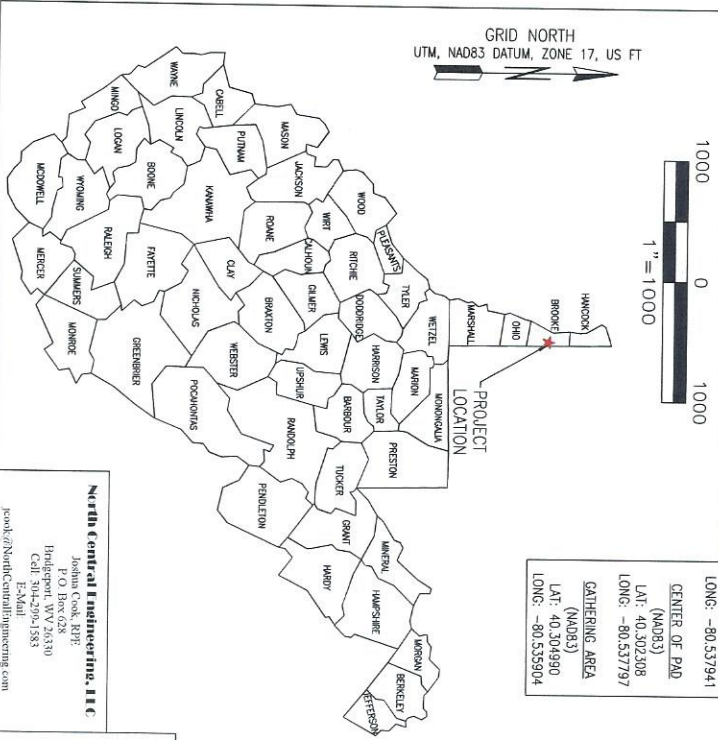 GRID NORTH
UTM, NAD83 DATUM, ZONE 17, US FT
1000
0
1000
1"=1000
LONG: -80.537941
CENTER OF PAD
(NAD83)
LAT: 40.302308
LONG: -80.537797
GATHERING AREA
(NAD83)
LAT: 40.304990
LONG: -80.535904
HANCOCK
BROOKE
OHIO
MARSHALL
PROJECT
LOCATION
WETZEL
TYLER
PLEASANTS
WOOD
MONONGALIA
MARION
PRESTON
TAYLOR
HARRISON
DODDRIDGE
RITCHIE
WIRT
JACKSON
MASON
BARBOUR
LEWIS
GILMER
CALHOUN
ROANE
PUTNAM
CABELL
WAYNE
TUCKER
UPSHUR
RANDOLPH
BRAXTON
CLAY
KANAWHA
LINCOLN
WEBSTER
NICHOLAS
BOONE
LOGAN
MINGO
POCAHONTAS
GREENBRIER
FAYETTE
RALEIGH
WYOMING
MCDOWELL
SUMMERS
MERCER
MONROE
MINERAL
GRANT
HARDY
PENDLETON
HAMPSHIRE
MORGAN
BERKELEY
JEFFERSON
North Central Engineering, LLC
Joshua Cook, RPE
P.O. Box 628
Bridgeport, WV 26330
Cell: 304-299-1583
E-Mail:
jcook@NorthCentralEngineering.com